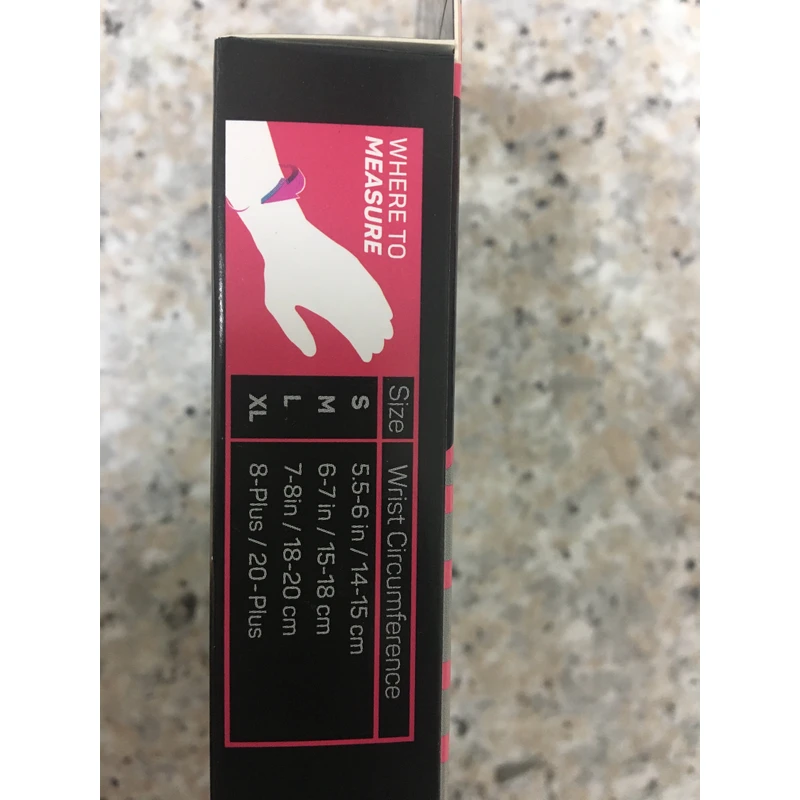 WHERE TO
MEASURE
Size Wrist Circumference
S 5.5-6 in / 14-15 cm
M 6-7 in / 15-18 cm
L 7-8in / 18-20 cm
XL 8-Plus / 20-Plus